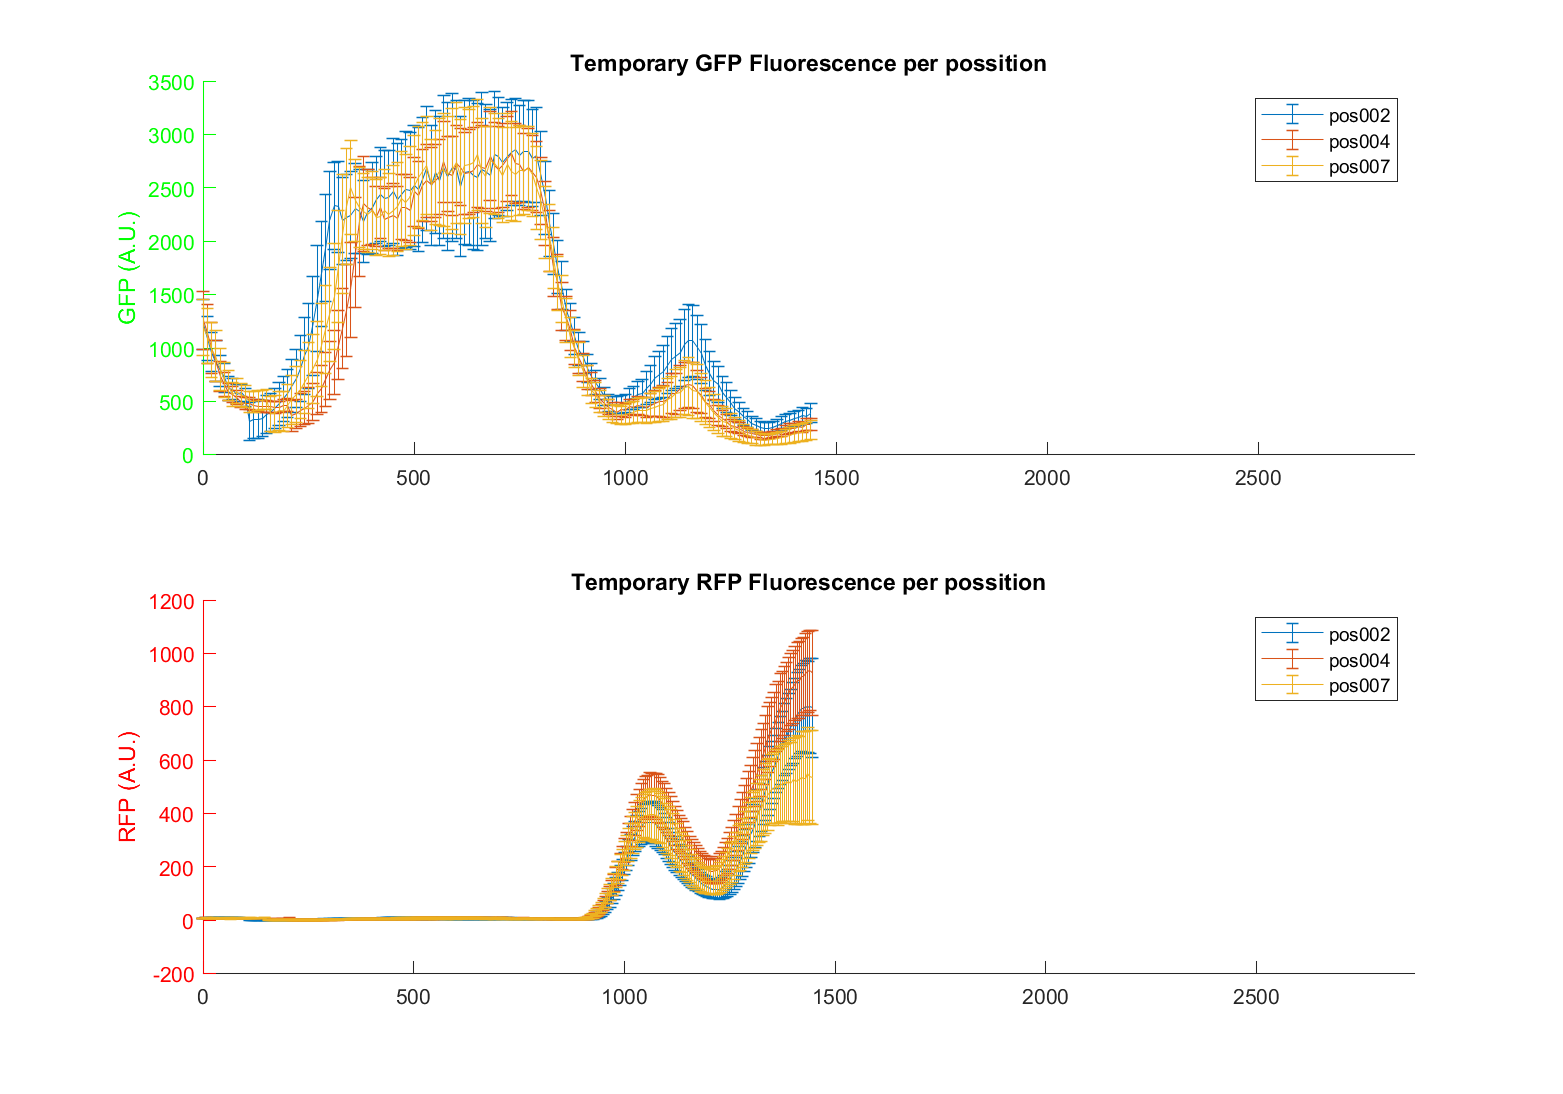 Temporary GFP Fluorescence per possition
GFP (A.U.)
3500
3000
2500
2000
1500
1000
500
0
0 500 1000 1500 2000 2500
pos002
pos004
pos007
Temporary RFP Fluorescence per possition
RFP (A.U.)
1200
1000
800
600
400
200
0
-200
0 500 1000 1500 2000 2500
pos002
pos004
pos007